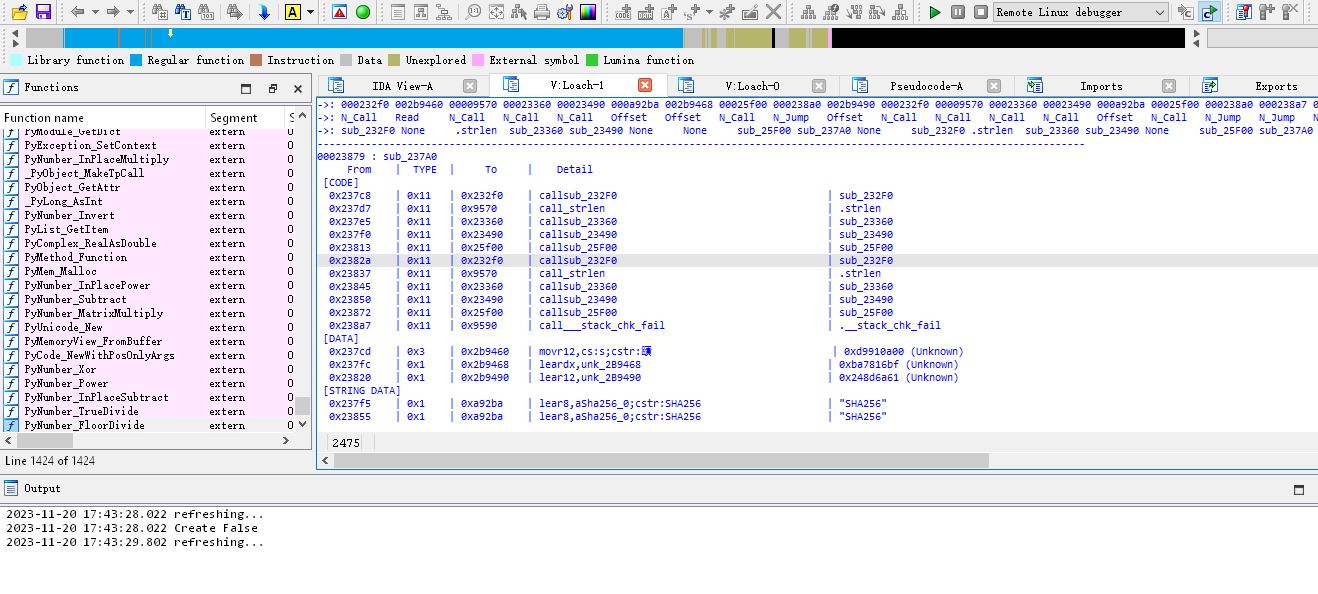 Remote Linux debugger
Library function Regular function Instruction Data Unexplored External symbol Lumina function
Functions
IDA View-A V:Loach-1 V:Loach-0 Pseudocode-A Imports Exports
Function name Segment S
PyModule_GetDict extern 0
PyException_SetContext extern 0
PyNumber_InPlaceMultiply extern 0
_PyObject_MakeTpCall extern 0
PyObject_GetAttr extern 0
_PyLong_AsInt extern 0
PyNumber_Invert extern 0
PyList_GetItem extern 0
PyComplex_RealAsDouble extern 0
PyMethod_Function extern 0
PyMem_Malloc extern 0
PyNumber_InPlacePower extern 0
PyNumber_Subtract extern 0
PyNumber_MatrixMultiply extern 0
PyUnicode_New extern 0
PyMemoryView_FromBuffer extern 0
PyCode_NewWithPosOnlyArgs extern 0
PyNumber_Xor extern 0
PyNumber_Power extern 0
PyNumber_InPlaceSubtract extern 0
PyNumber_TrueDivide extern 0
PyNumber_FloorDivide extern 0
Line 1424 of 1424
->: 000232f0 002b9460 00009570 00023360 00023490 000a92ba 002b9468 00025f00 000238a0 002b9490 000232f0 00009570 00023360 00023490 000a92ba 00025f00 000238a0 000238a7 0
->: N_Call Read N_Call N_Call N_Call Offset Offset N_Call N_Jump Offset N_Call N_Call N_Call N_Call Offset N_Call N_Jump N_Jump N
->: sub_232F0 None .strlen sub_23360 sub_23490 None None sub_25F00 sub_237A0 None sub_232F0 .strlen sub_23360 sub_23490 None sub_25F00 sub_237A0
00023879 : sub_237A0
From | TYPE | To | Detail
[CODE]
0x237c8 | 0x11 | 0x232f0 | callsub_232F0 | sub_232F0
0x237d7 | 0x11 | 0x9570 | call_strlen | .strlen
0x237e5 | 0x11 | 0x23360 | callsub_23360 | sub_23360
0x237f0 | 0x11 | 0x23490 | callsub_23490 | sub_23490
0x23813 | 0x11 | 0x25f00 | callsub_25F00 | sub_25F00
0x2382a | 0x11 | 0x232f0 | callsub_232F0 | sub_232F0
0x23837 | 0x11 | 0x9570 | call_strlen | .strlen
0x23845 | 0x11 | 0x23360 | callsub_23360 | sub_23360
0x23850 | 0x11 | 0x23490 | callsub_23490 | sub_23490
0x23872 | 0x11 | 0x25f00 | callsub_25F00 | sub_25F00
0x238a7 | 0x11 | 0x9590 | call___stack_chk_fail | .__stack_chk_fail
[DATA]
0x237cd | 0x3 | 0x2b9460 | movr12,cs:s;cstr: | 0xd9910a00 (Unknown)
0x237fc | 0x1 | 0x2b9468 | leardx,unk_2B9468 | 0xba7816bf (Unknown)
0x23820 | 0x1 | 0x2b9490 | lear12,unk_2B9490 | 0x248d6a61 (Unknown)
[STRING DATA]
0x237f5 | 0x1 | 0xa92ba | lear8,aSha256_0;cstr:SHA256 | "SHA256"
0x23855 | 0x1 | 0xa92ba | lear8,aSha256_0;cstr:SHA256 | "SHA256"
2475
Output
2023-11-20 17:43:28.022 refreshing...
2023-11-20 17:43:28.022 Create False
2023-11-20 17:43:29.802 refreshing...